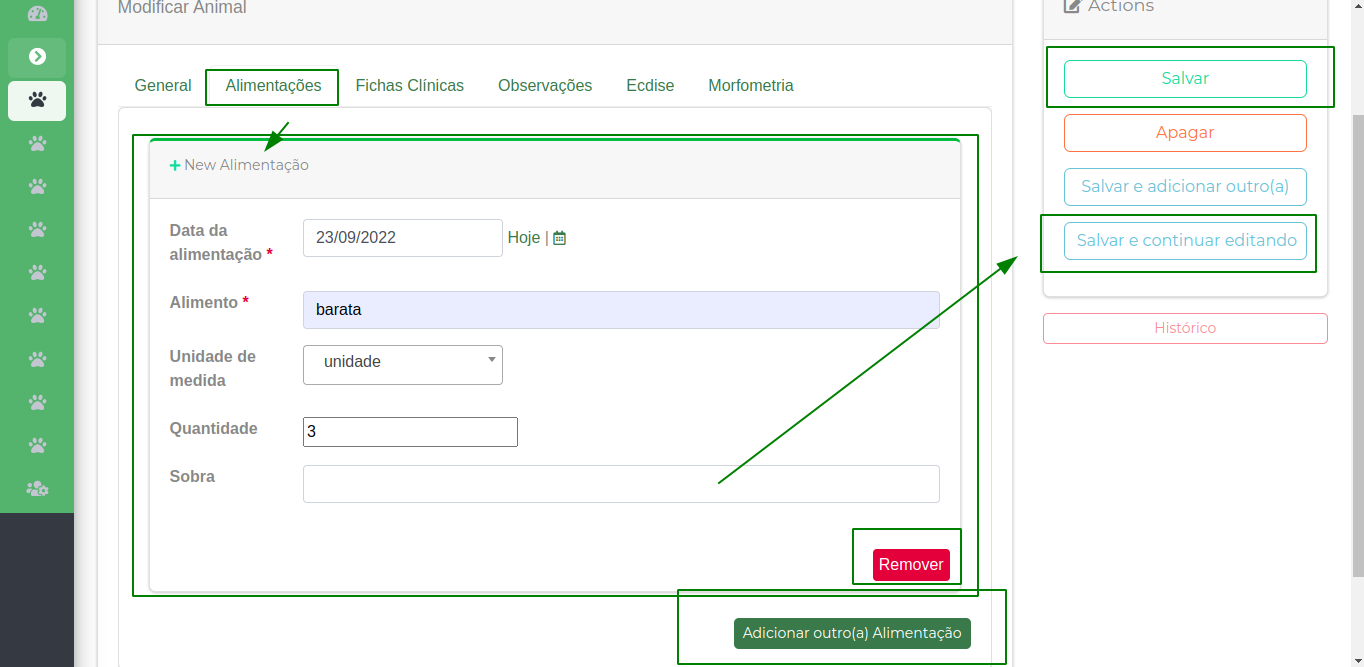 Modificar Animal
General
Alimentações
Fichas Clínicas
Observações
Ecdise
Morfometria
New Alimentação
Data da
alimentação *
23/09/2022
Hoje |
Alimento *
barata
Unidade de
medida
unidade
Quantidade
3
Sobra
Remover
Adicionar outro(a) Alimentação
Actions
Salvar
Apagar
Salvar e adicionar outro(a)
Salvar e continuar editando
Histórico